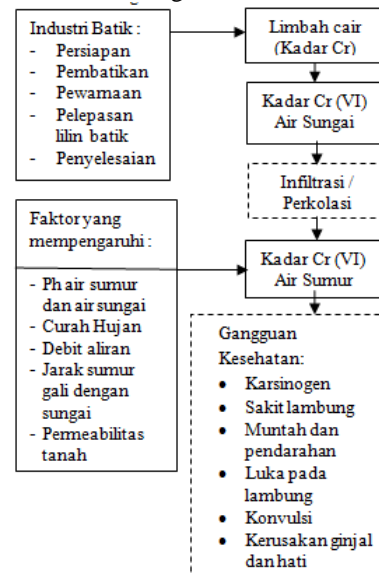 Industri Batik :
- Persiapan
- Pembatikan
- Pewarnaan
- Pelepasan
lilin batik
- Penyelesaian
Limbah cair
(Kadar Cr)
Kadar Cr (VI)
Air Sungai
Infiltrasi /
Perkolasi
Faktor yang
mempengaruhi :
- Ph air sumur
dan air sungai
- Curah Hujan
- Debit aliran
- Jarak sumur
gali dengan
sungai
- Permeabilitas
tanah
Kadar Cr (VI)
Air Sumur
Gangguan
Kesehatan:
• Karsinogen
• Sakit lambung
• Muntah dan
pendarahan
• Luka pada
lambung
• Konvulsi
• Kerusakan ginjal
dan hati